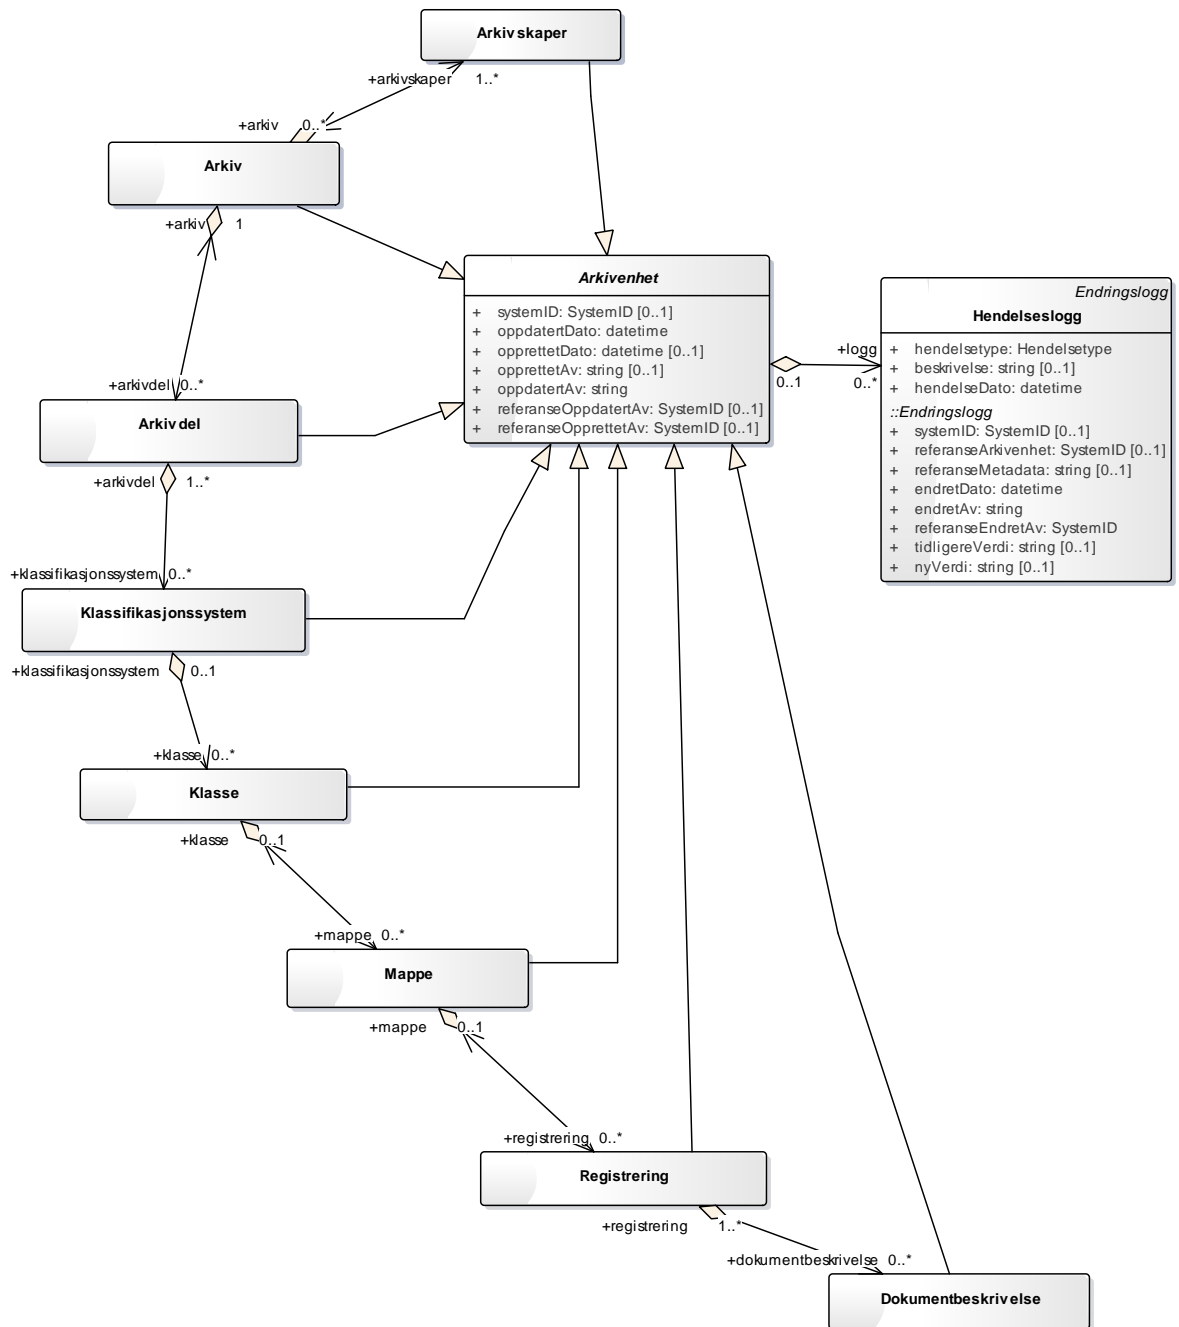 Arkivskaper
+arkivskaper 1..*
+arkiv 0..*
Arkiv
+arkiv 1
Arkivenhet
+ systemID: SystemID [0..1]
+ oppdatertDato: datetime
+ opprettetDato: datetime [0..1]
+ opprettetAv: string [0..1]
+ oppdatertAv: string
+ referanseOppdatertAv: SystemID [0..1]
+ referanseOpprettetAv: SystemID [0..1]
0..1
+logg
0..*
Endringslogg
Hendelseslogg
+ hendelsetype: Hendelsetype
+ beskrivelse: string [0..1]
+ hendelseDato: datetime
::Endringslogg
+ systemID: SystemID [0..1]
+ referanseArkivenhet: SystemID [0..1]
+ referanseMetadata: string [0..1]
+ endretDato: datetime
+ endretAv: string
+ referanseEndretAv: SystemID
+ tidligereVerdi: string [0..1]
+ nyVerdi: string [0..1]
+arkivdel 0..*
Arkivdel
+arkivdel 1..*
+klassifikasjonssystem 0..*
Klassifikasjonssystem
+klassifikasjonssystem 0..1
+klasse 0..*
Klasse
+klasse 0..1
+mappe 0..*
Mappe
+mappe 0..1
+registrering 0..*
Registrering
+registrering 1..*
+dokumentbeskrivelse 0..*
Dokumentbeskrivelse